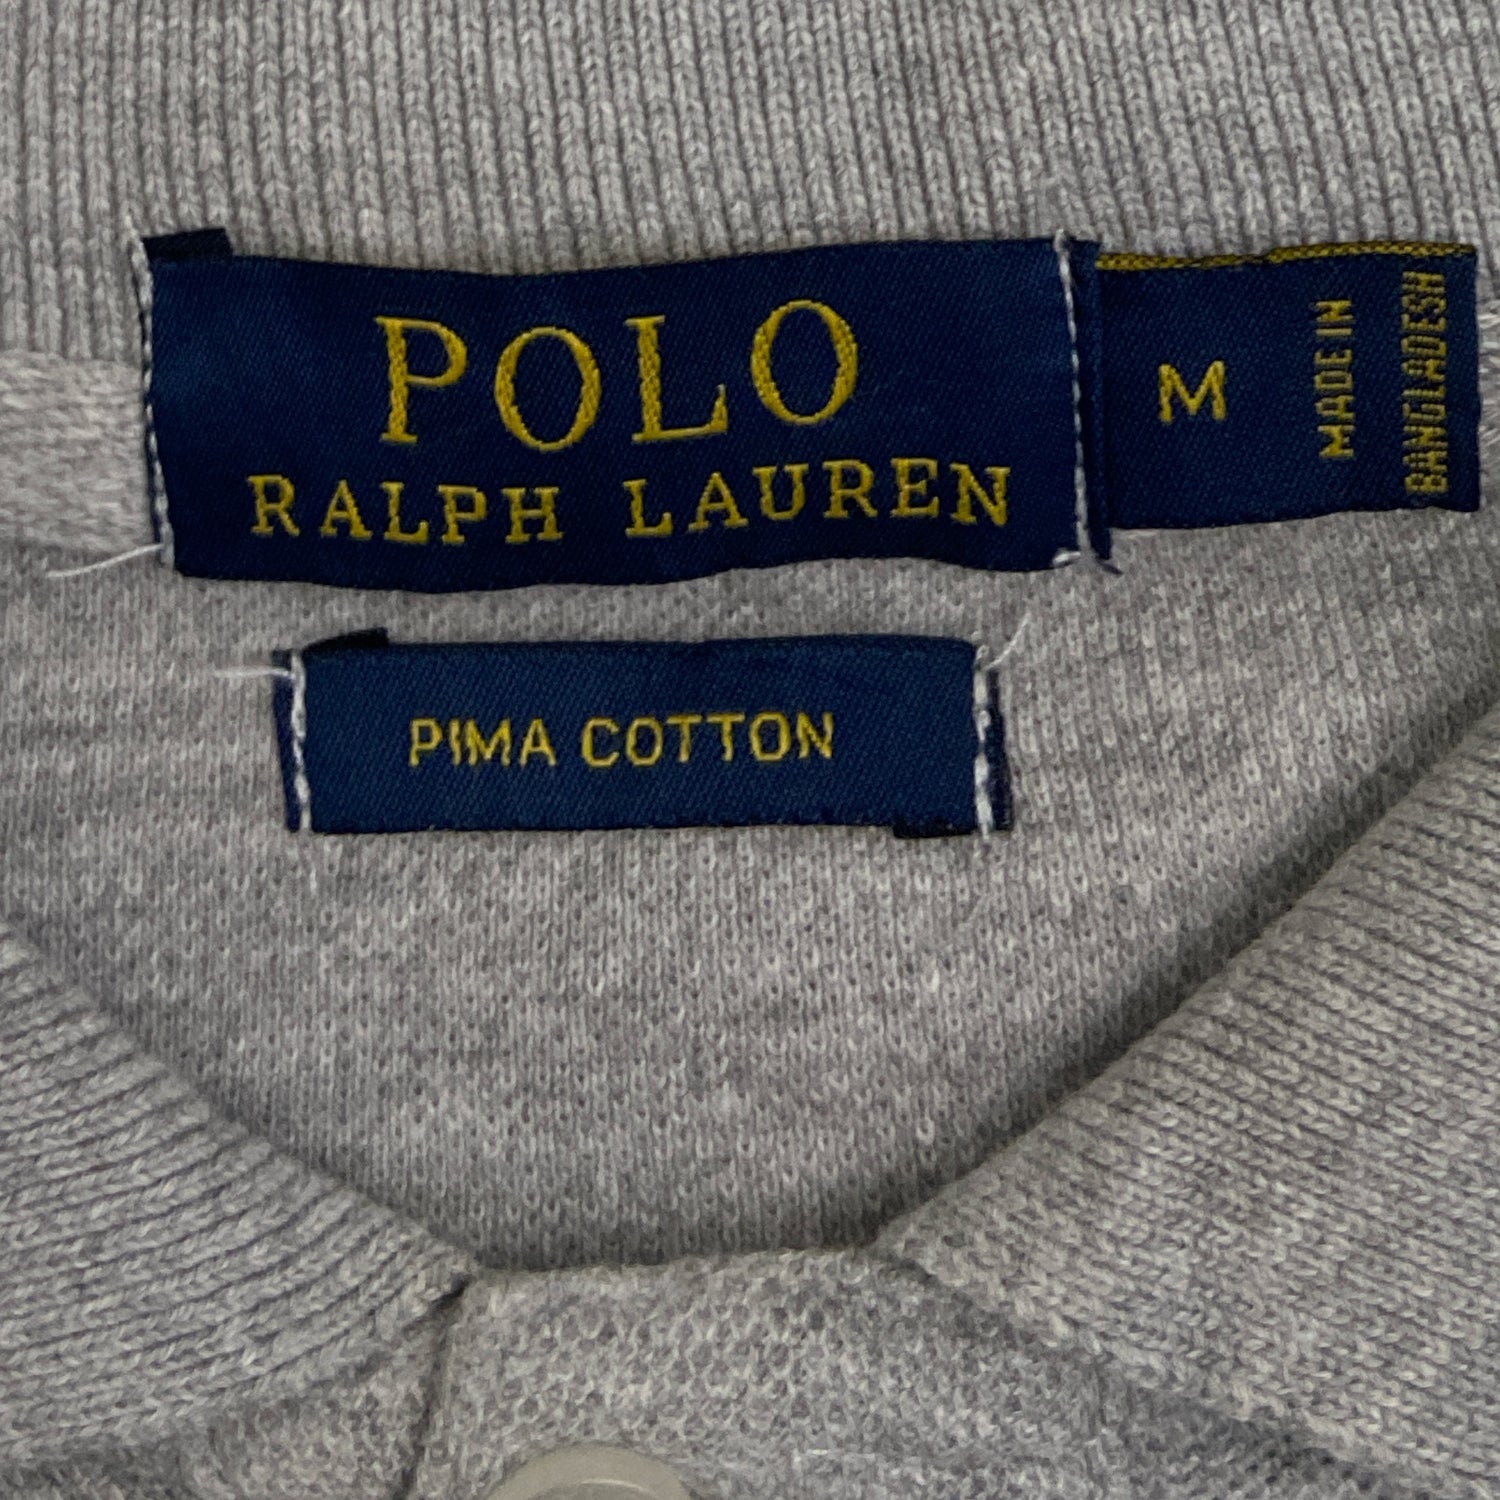 POLO
RALPH LAUREN
M
MADE IN
BANGLADESH
PIMA COTTON